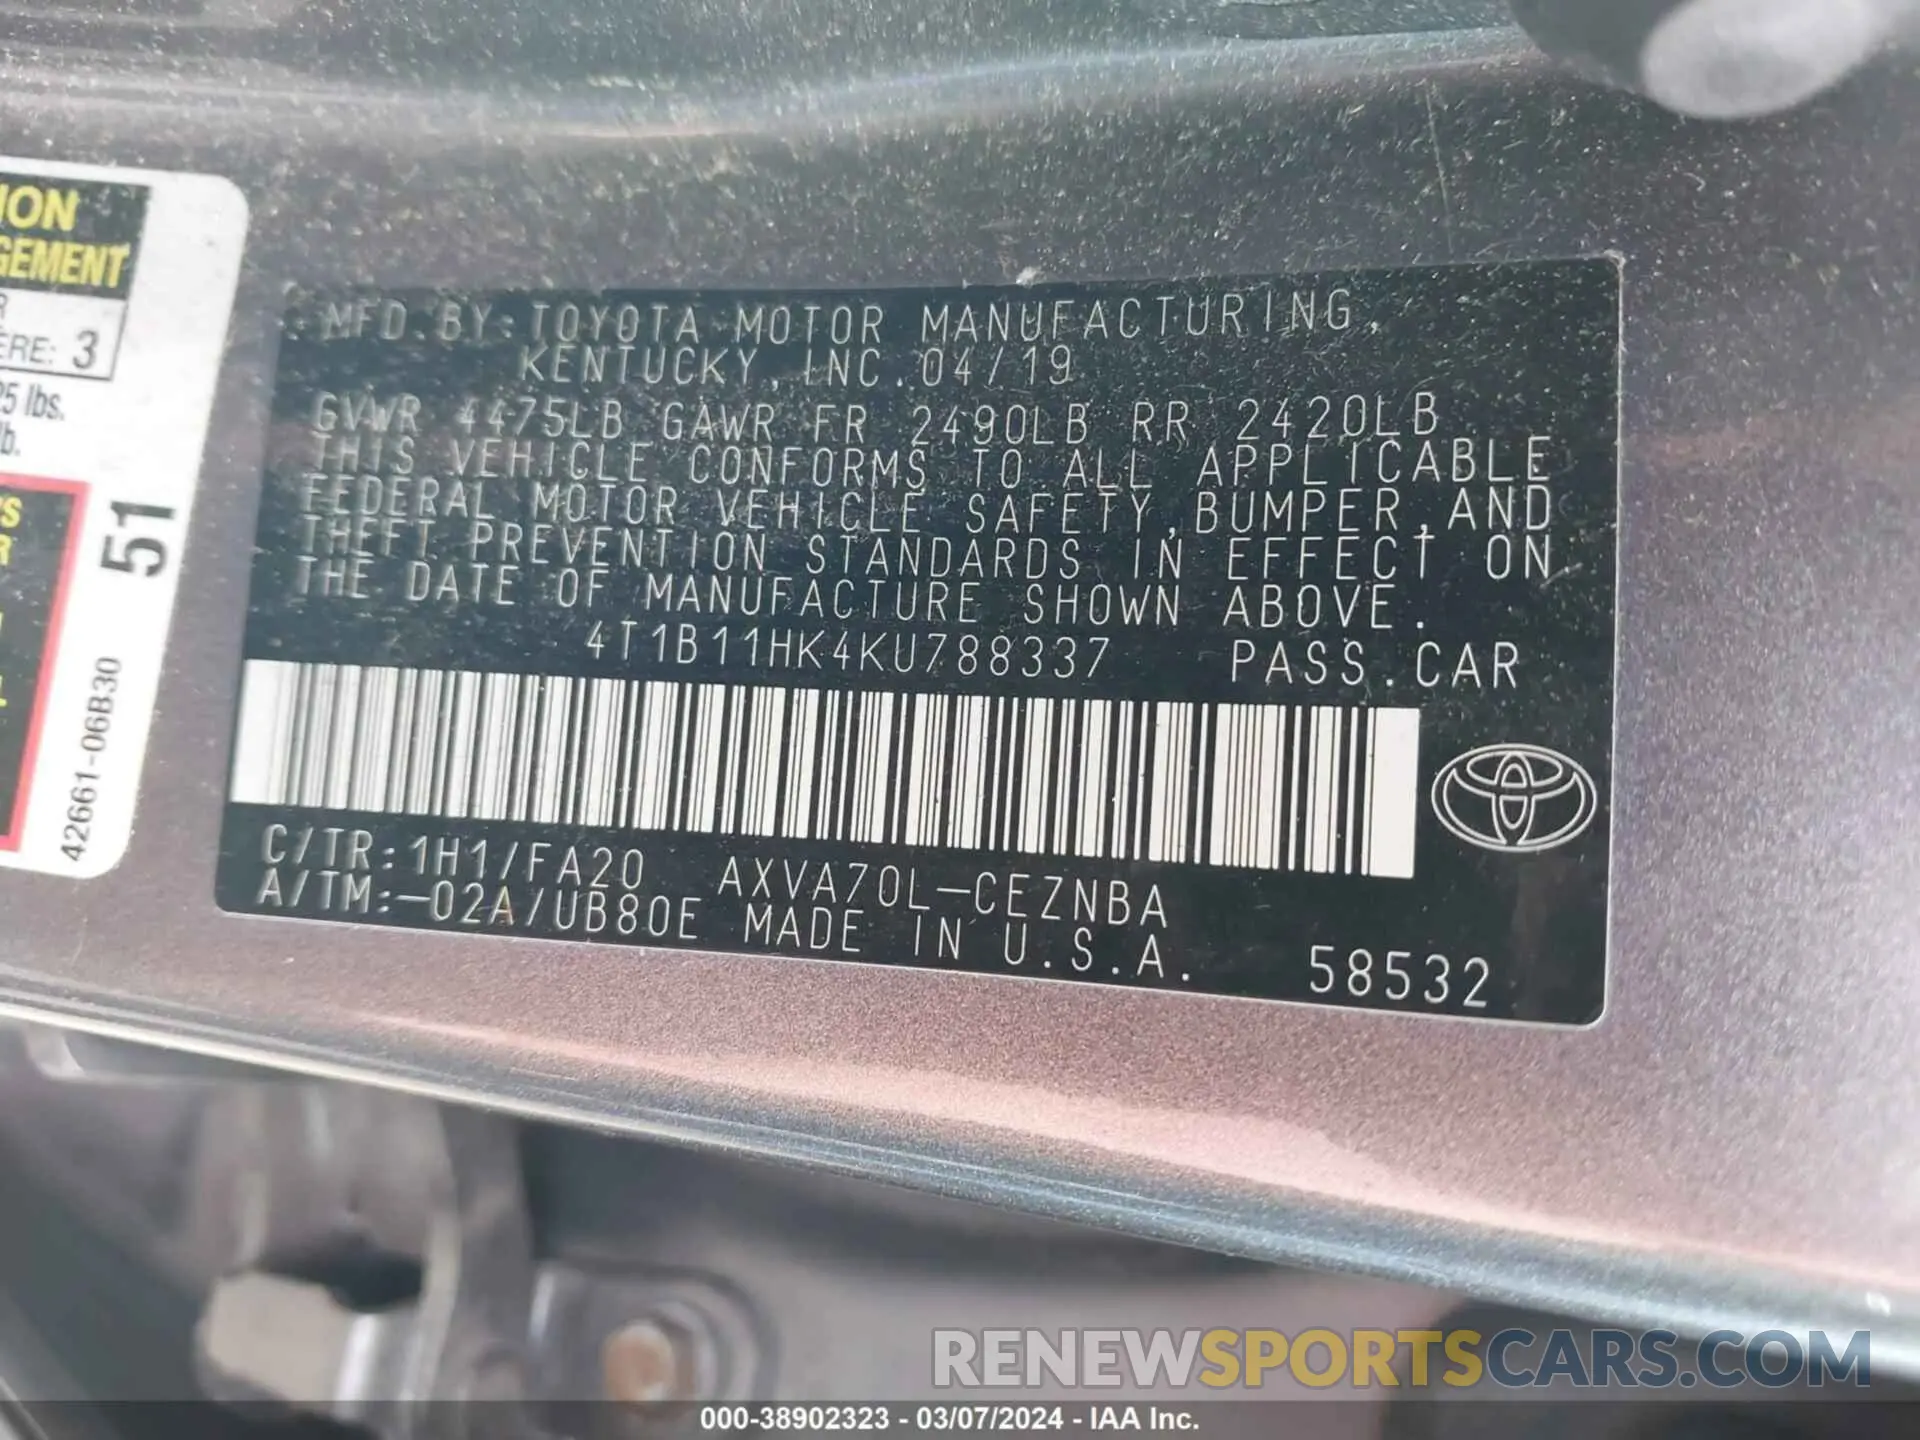 ION
GEMENT
R
ÈRE: 3
25 lbs.
lb.
S
R
L
51
42661-06B30
MFD.BY:TOYOTA MOTOR MANUFACTURING,
KENTUCKY, INC.04/19
GVWR 4475LB GAWR FR 2490LB RR 2420LB
THIS VEHICLE CONFORMS TO ALL APPLICABLE
FEDERAL MOTOR VEHICLE SAFETY,BUMPER,AND
THEFT PREVENTION STANDARDS IN EFFECT ON
THE DATE OF MANUFACTURE SHOWN ABOVE.
4T1B11HK4KU788337 PASS.CAR
C/TR:1H1/FA20 AXVA70L-CEZNBA
A/TM:-02A/UB80E MADE IN U.S.A.
58532
RENEWSPORTSCARS.COM
000-38902323 - 03/07/2024 - IAA Inc.